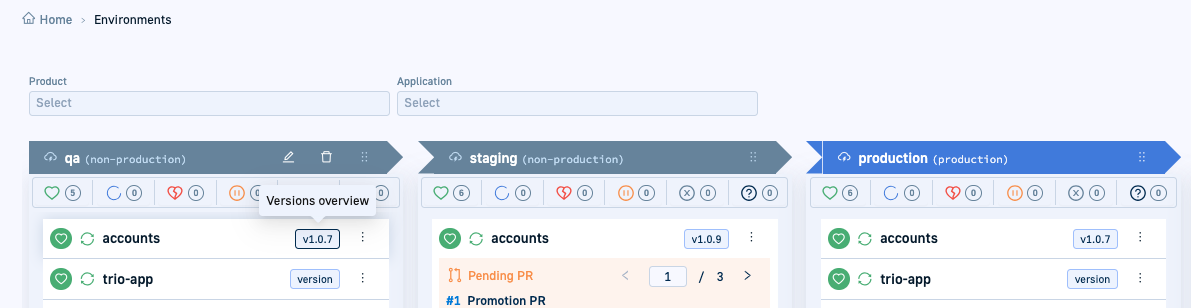 Home > Environments
Product
Application
Select
Select
qa (non-production)
staging (non-production)
production (production)
5 0 0 0 0
6 0 0 0 0 0
6 0 0 0 0 0
Versions overview
accounts v1.0.7
accounts v1.0.9
accounts v1.0.7
trio-app version
Pending PR < 1 / 3 >
trio-app version
#1 Promotion PR